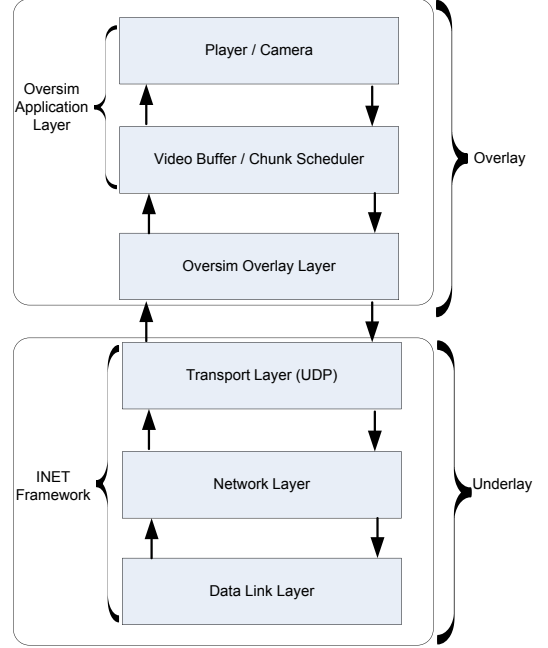 Player / Camera
Oversim
Application
Layer
Video Buffer / Chunk Scheduler
Overlay
Oversim Overlay Layer
Transport Layer (UDP)
INET
Framework
Network Layer
Underlay
Data Link Layer